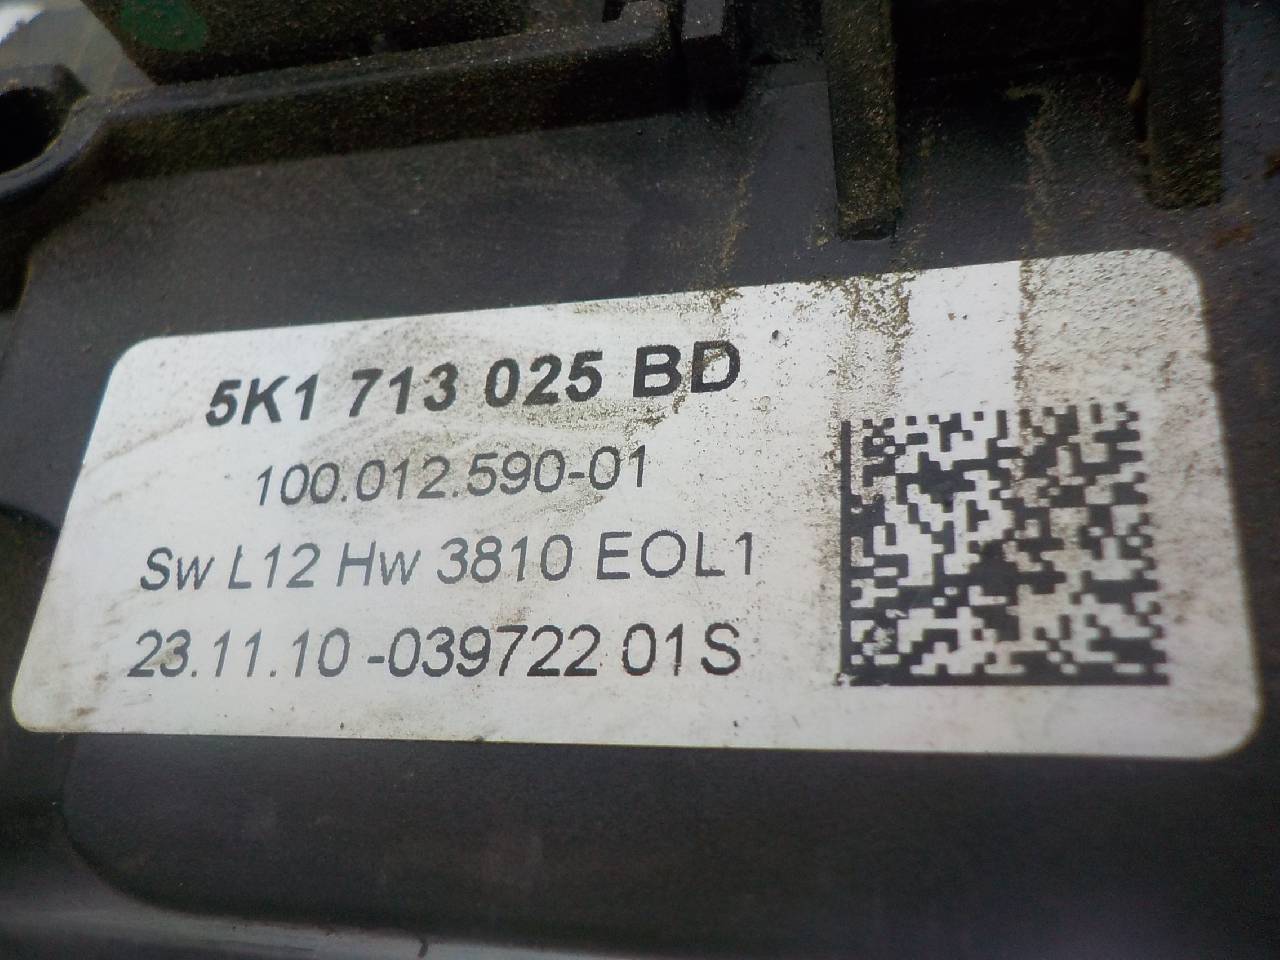 5K1 713 025 BD
100.012.590-01
Sw L12 Hw 3810 EOL1
23.11.10 -039722 01S